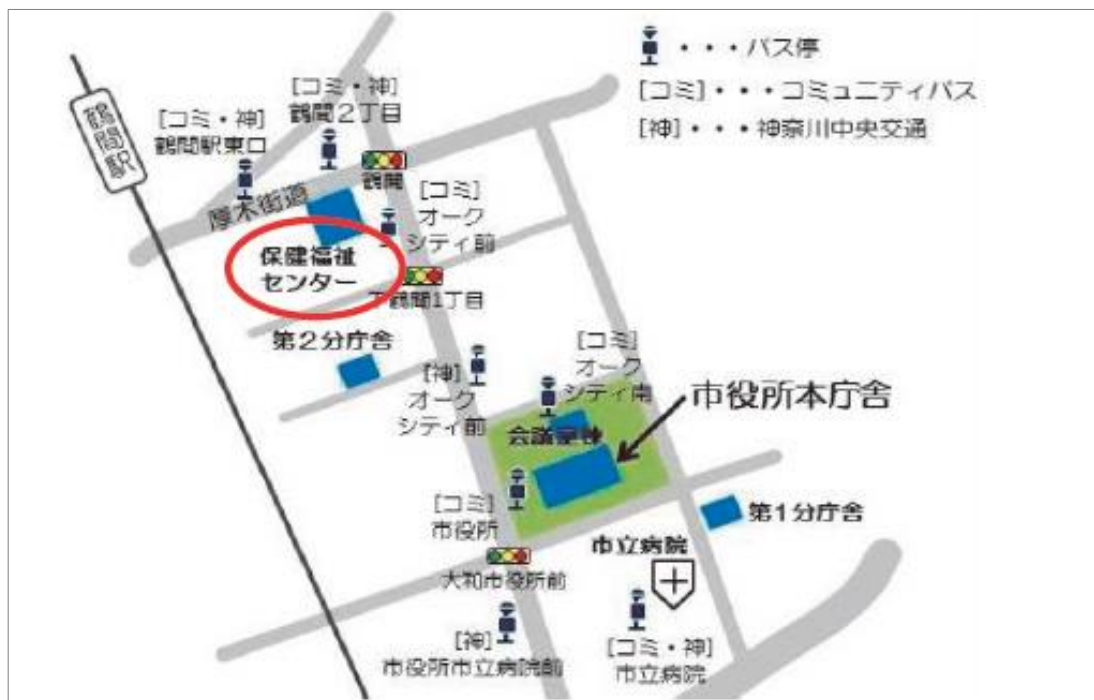 ・・・バス停
[コミ]・・・コミュニティバス
[神]・・・神奈川中央交通
[コミ・神]
鶴間2丁目
[コミ・神]
鶴間駅東口
鶴間駅
鶴間
厚木街道
[コミ]
オーク
シティ前
保健福祉
センター
下鶴間1丁目
第2分庁舎
[神]
オーク
シティ前
[コミ]
オーク
シティ南
市役所本庁舎
会議室棟
[コミ]
市役所
第1分庁舎
市立病院
大和市役所前
[神]
市役所市立病院前
[コミ・神]
市立病院